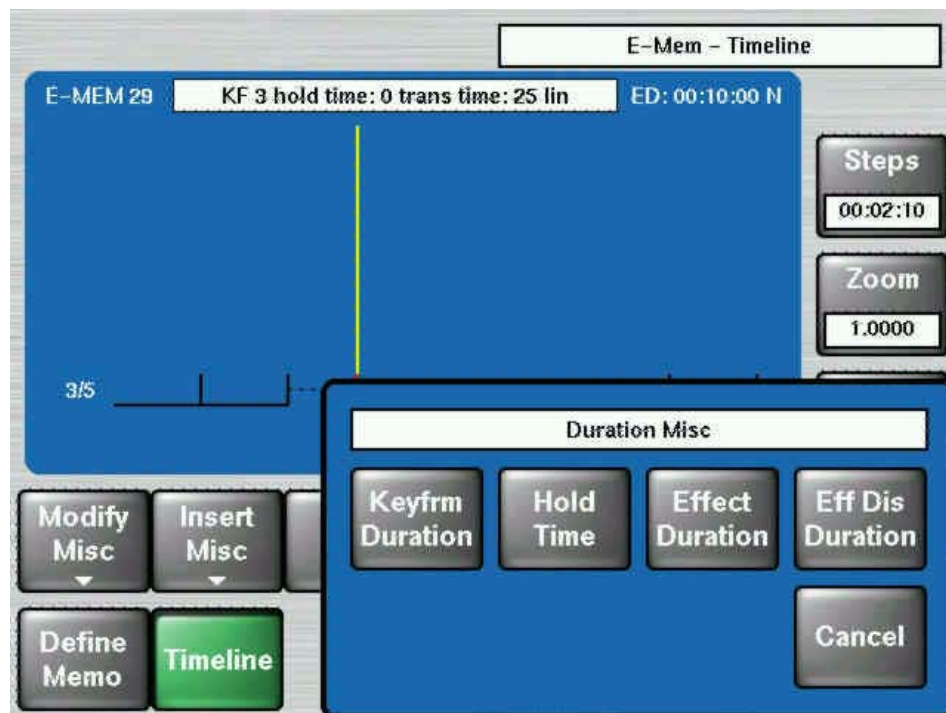 E-Mem - Timeline
E-MEM 29
KF 3 hold time: 0 trans time: 25 lin
ED: 00:10:00 N
Steps
00:02:10
Zoom
1.0000
3/5
Duration Misc
Keyfrm
Duration
Hold
Time
Effect
Duration
Eff Dis
Duration
Modify
Misc
Insert
Misc
Cancel
Define
Memo
Timeline